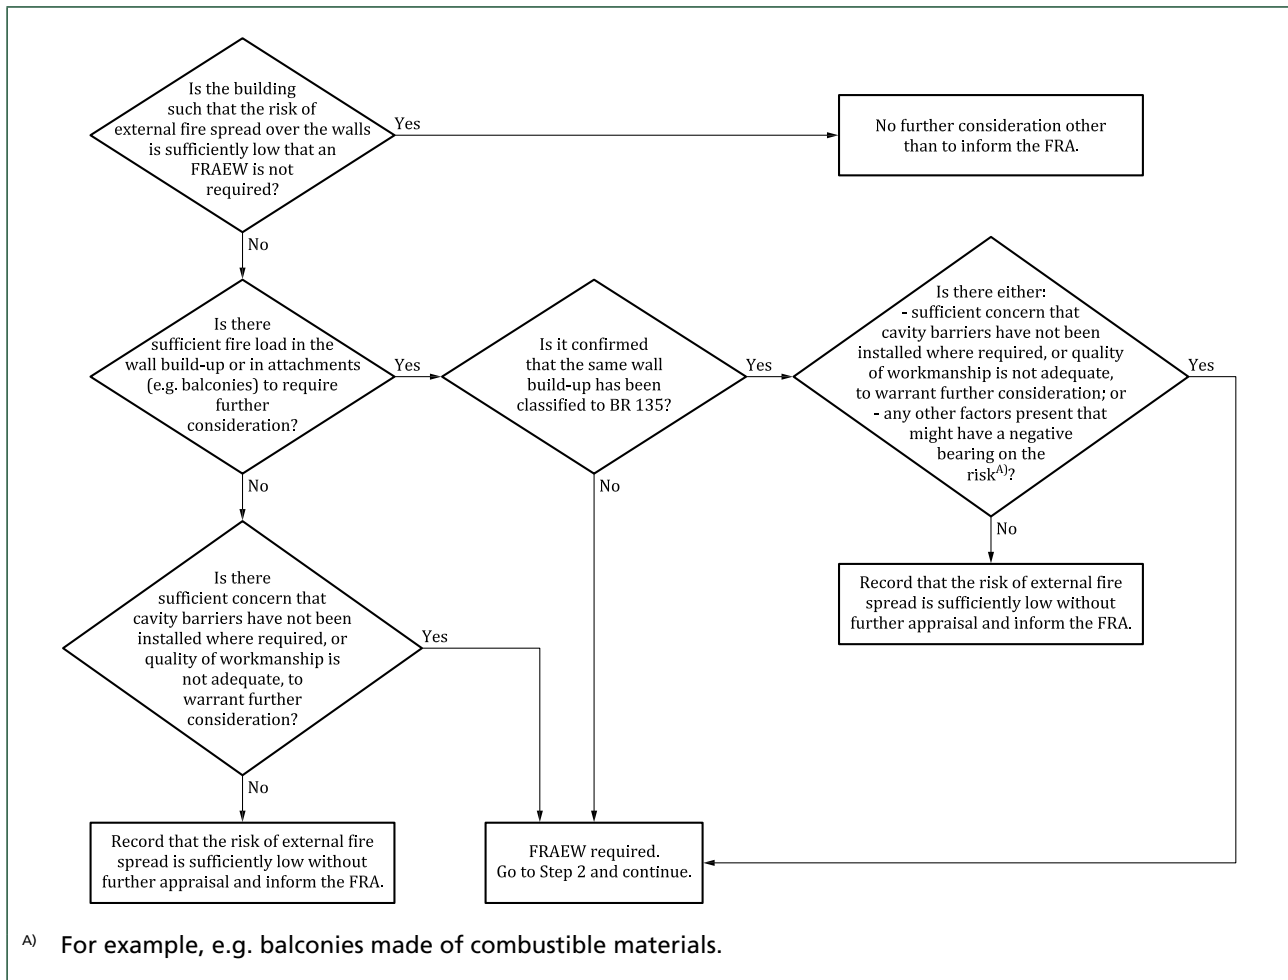 Is the building
such that the risk of
external fire spread over the walls
is sufficiently low that an
FRAEW is not
required?
Yes
No further consideration other
than to inform the FRA.
No
Is there
sufficient fire load in the
wall build-up or in attachments
(e.g. balconies) to require
further
consideration?
Yes
Is it confirmed
that the same wall
build-up has been
classified to BR 135?
Yes
Is there either:
- sufficient concern that
cavity barriers have not been
installed where required, or quality
of workmanship is not adequate,
to warrant further consideration; or
- any other factors present that
might have a negative
bearing on the
riskA)?
Yes
No
No
No
Record that the risk of external fire
spread is sufficiently low without
further appraisal and inform the FRA.
Is there
sufficient concern that
cavity barriers have not been
installed where required, or
quality of workmanship is
not adequate, to
warrant further
consideration?
Yes
No
Record that the risk of external fire
spread is sufficiently low without
further appraisal and inform the FRA.
FRAEW required.
Go to Step 2 and continue.
A) For example, e.g. balconies made of combustible materials.